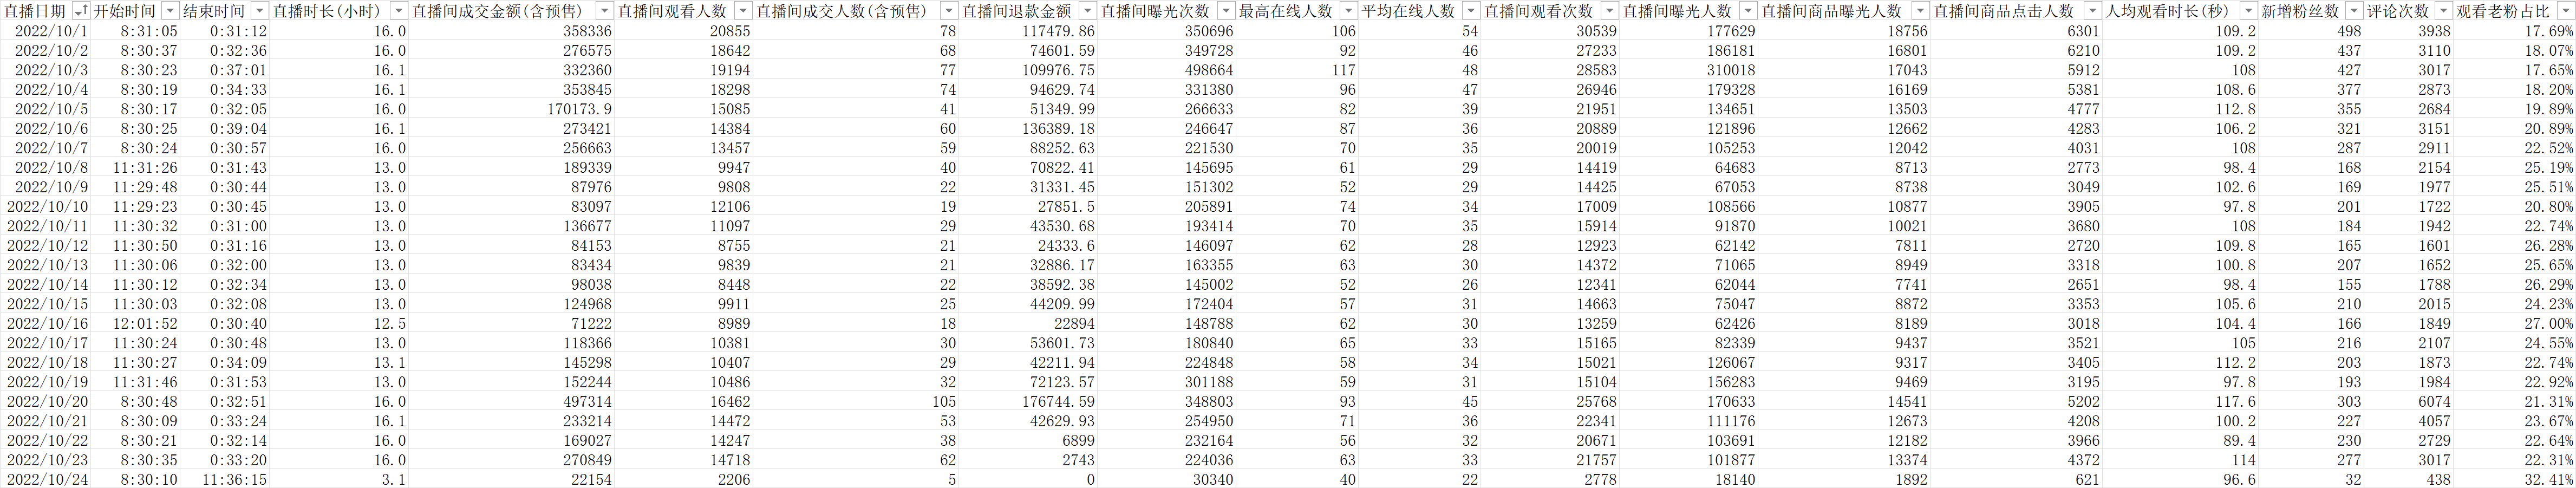 直播日期 开始时间 结束时间 直播时长(小时) 直播间成交金额(含预售) 直播间观看人数 直播间成交人数(含预售) 直播间退款金额 直播间曝光次数 最高在线人数 平均在线人数 直播间观看次数 直播间曝光人数 直播间商品曝光人数 直播间商品点击人数 人均观看时长(秒) 新增粉丝数 评论次数 观看老粉占比
2022/10/1 8:31:05 0:31:12 16.0 358336 20855 78 117479.86 350696 106 54 30539 177629 18756 6301 109.2 498 3938 17.69%
2022/10/2 8:30:37 0:32:36 16.0 276575 18642 68 74601.59 349728 92 46 27233 186181 16801 6210 109.2 437 3110 18.07%
2022/10/3 8:30:23 0:37:01 16.1 332360 19194 77 109976.75 498664 117 48 28583 310018 17043 5912 108 427 3017 17.65%
2022/10/4 8:30:19 0:34:33 16.1 353845 18298 74 94629.74 331380 96 47 26946 179328 16169 5381 108.6 377 2873 18.20%
2022/10/5 8:30:17 0:32:05 16.0 170173.9 15085 41 51349.99 266633 82 39 21951 134651 13503 4777 112.8 355 2684 19.89%
2022/10/6 8:30:25 0:39:04 16.1 273421 14384 60 136389.18 246647 87 36 20889 121896 12662 4283 106.2 321 3151 20.89%
2022/10/7 8:30:24 0:30:57 16.0 256663 13457 59 88252.63 221530 70 35 20019 105253 12042 4031 108 287 2911 22.52%
2022/10/8 11:31:26 0:31:43 13.0 189339 9947 40 70822.41 145695 61 29 14419 64683 8713 2773 98.4 168 2154 25.19%
2022/10/9 11:29:48 0:30:44 13.0 87976 9808 22 31331.45 151302 52 29 14425 67053 8738 3049 102.6 169 1977 25.51%
2022/10/10 11:29:23 0:30:45 13.0 83097 12106 19 27851.5 205891 74 34 17009 108566 10877 3905 97.8 201 1722 20.80%
2022/10/11 11:30:32 0:31:00 13.0 136677 11097 29 43530.68 193414 70 35 15914 91870 10021 3680 108 184 1942 22.74%
2022/10/12 11:30:50 0:31:16 13.0 84153 8755 21 24333.6 146097 62 28 12923 62142 7811 2720 109.8 165 1601 26.28%
2022/10/13 11:30:06 0:32:00 13.0 83434 9839 21 32886.17 163355 63 30 14372 71065 8949 3318 100.8 207 1652 25.65%
2022/10/14 11:30:12 0:32:34 13.0 98038 8448 22 38592.38 145002 52 26 12341 62044 7741 2651 98.4 155 1788 26.29%
2022/10/15 11:30:03 0:32:08 13.0 124968 9911 25 44209.99 172404 57 31 14663 75047 8872 3353 105.6 210 2015 24.23%
2022/10/16 12:01:52 0:30:40 12.5 71222 8989 18 22894 148788 62 30 13259 62426 8189 3018 104.4 166 1849 27.00%
2022/10/17 11:30:24 0:30:48 13.0 118366 10381 30 53601.73 180840 65 33 15165 82339 9437 3521 105 216 2107 24.55%
2022/10/18 11:30:27 0:34:09 13.1 145298 10407 29 42211.94 224848 58 34 15021 126067 9317 3405 112.2 203 1873 22.74%
2022/10/19 11:31:46 0:31:53 13.0 152244 10486 32 72123.57 301188 59 31 15104 156283 9469 3195 97.8 193 1984 22.92%
2022/10/20 8:30:48 0:32:51 16.0 497314 16462 105 176744.59 348803 93 45 25768 170633 14541 5202 117.6 303 6074 21.31%
2022/10/21 8:30:09 0:33:24 16.1 233214 14472 53 42629.93 254950 71 36 22341 111176 12673 4208 100.2 227 4057 23.67%
2022/10/22 8:30:21 0:32:14 16.0 169027 14247 38 6899 232164 56 32 20671 103691 12182 3966 89.4 230 2729 22.64%
2022/10/23 8:30:35 0:33:20 16.0 270849 14718 62 2743 224036 63 33 21757 101877 13374 4372 114 277 3017 22.31%
2022/10/24 8:30:10 11:36:15 3.1 22154 2206 5 0 30340 40 22 2778 18140 1892 621 96.6 32 438 32.41%